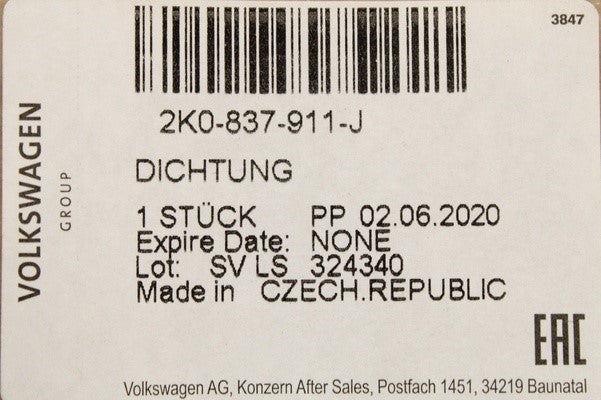 3847
VOLKSWAGEN
GROUP
2K0-837-911-J
DICHTUNG
1 STÜCK PP 02.06.2020
Expire Date: NONE
Lot: SV LS 324340
Made in CZECH.REPUBLIC
EAC
Volkswagen AG, Konzern After Sales, Postfach 1451, 34219 Baunatal